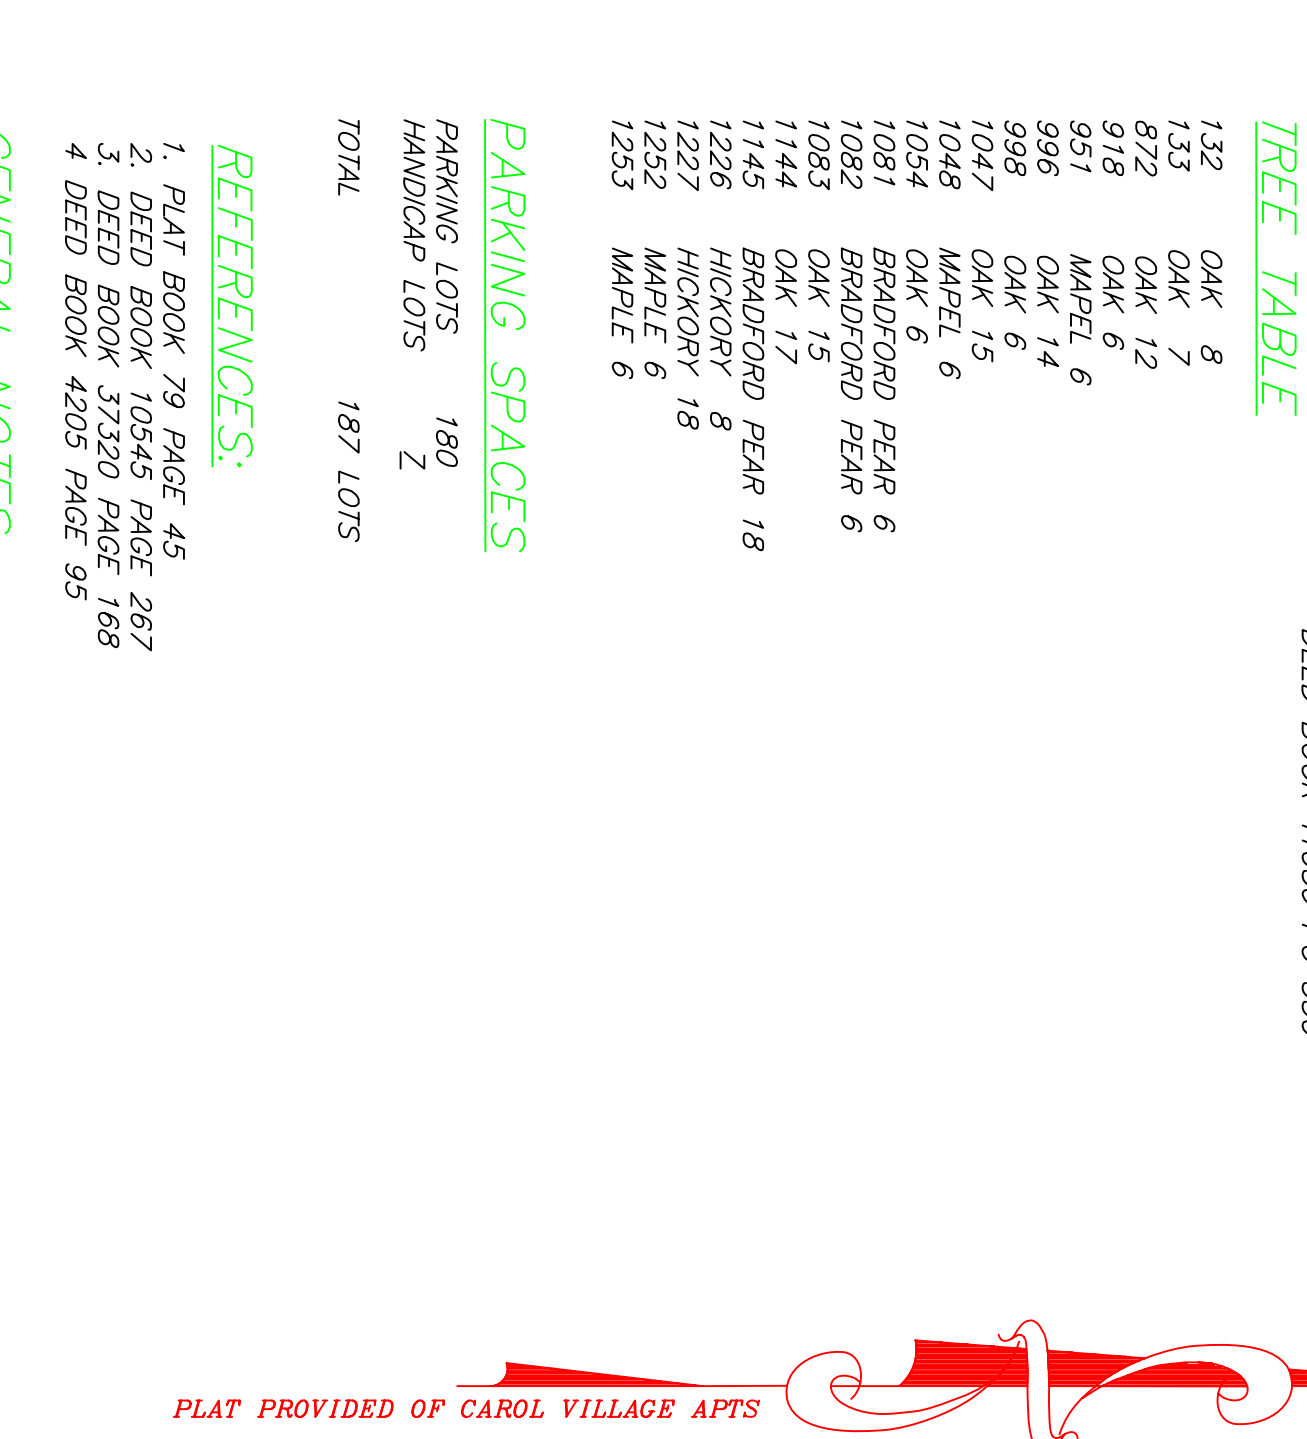 TREE TABLE
132 OAK 8
133 OAK 7
872 OAK 12
918 OAK 6
951 MAPEL 6
996 OAK 14
998 OAK 6
1047 OAK 15
1048 MAPEL 6
1054 OAK 6
1081 BRADFORD PEAR 6
1082 BRADFORD PEAR 6
1083 OAK 15
1144 OAK 17
1145 BRADFORD PEAR 18
1226 HICKORY 8
1227 HICKORY 18
1252 MAPLE 6
1253 MAPLE 6
PARKING SPACES
PARKING LOTS 180
HANDICAP LOTS 7
TOTAL 187 LOTS
REFERENCES:
1. PLAT BOOK 79 PAGE 45
2. DEED BOOK 10545 PAGE 267
3. DEED BOOK 37320 PAGE 168
4 DEED BOOK 4205 PAGE 95
GENERAL NOTES
PLAT PROVIDED OF CAROL VILLAGE APTS